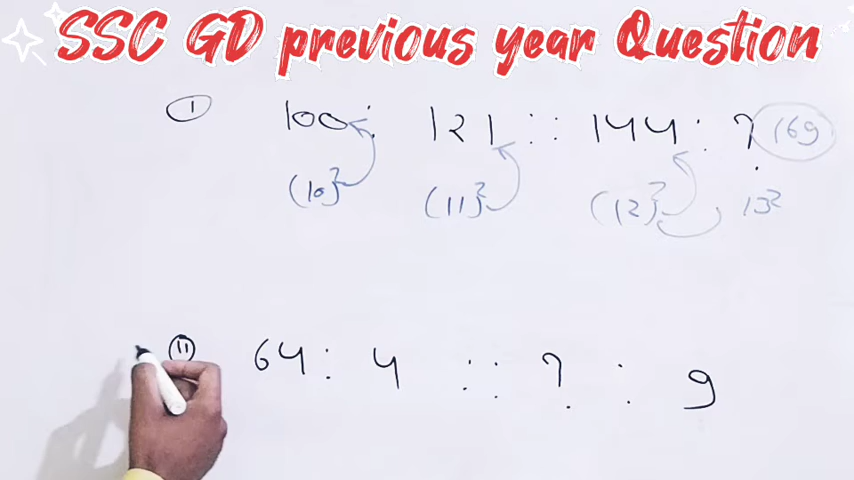 SSC GD previous year Question
① 100 : 121 :: 144 : ? 169
(10)² (11)² (12)² 13²
⑪ 64 : 4 :: ? : 9